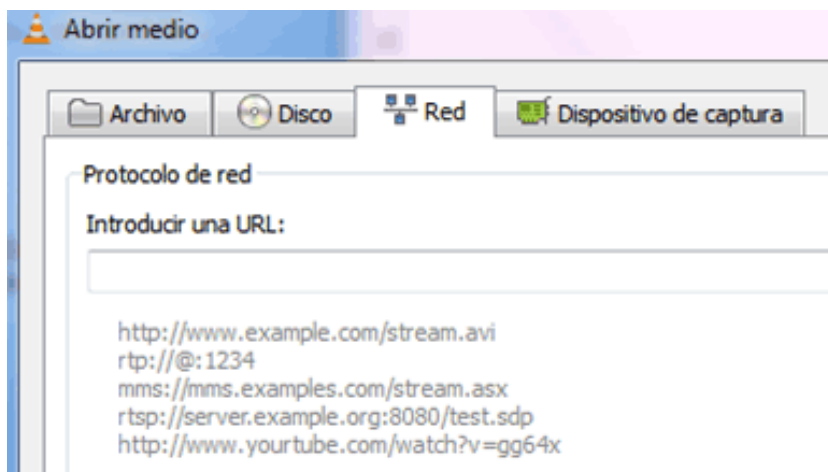 Abrir medio
Archivo Disco Red Dispositivo de captura
Protocolo de red
Introducir una URL:
http://www.example.com/stream.avi
rtp://@:1234
mms://mms.examples.com/stream.asx
rtsp://server.example.org:8080/test.sdp
http://www.yourtube.com/watch?v=gg64x